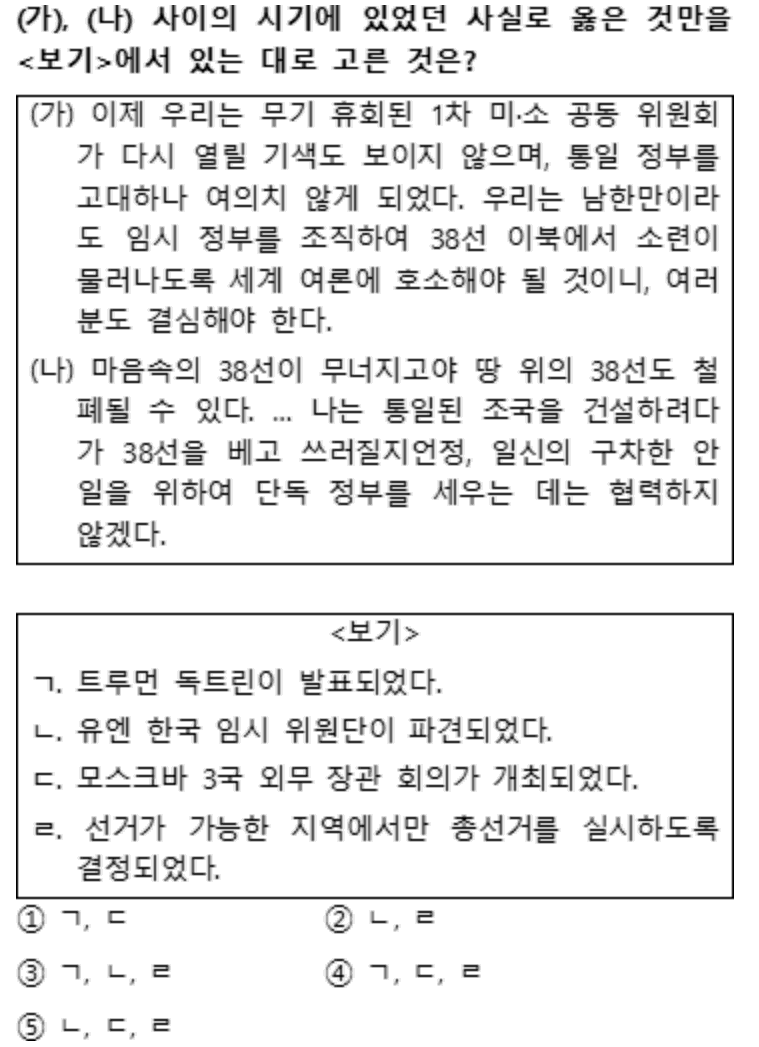 (가), (나) 사이의 시기에 있었던 사실로 옳은 것만을
<보기>에서 있는 대로 고른 것은?
(가) 이제 우리는 무기 휴회된 1차 미·소 공동 위원회
가 다시 열릴 기색도 보이지 않으며, 통일 정부를
고대하나 여의치 않게 되었다. 우리는 남한만이라
도 임시 정부를 조직하여 38선 이북에서 소련이
물러나도록 세계 여론에 호소해야 될 것이니, 여러
분도 결심해야 한다.
(나) 마음속의 38선이 무너지고야 땅 위의 38선도 철
폐될 수 있다. ... 나는 통일된 조국을 건설하려다
가 38선을 베고 쓰러질지언정, 일신의 구차한 안
일을 위하여 단독 정부를 세우는 데는 협력하지
않겠다.
<보기>
ㄱ. 트루먼 독트린이 발표되었다.
ㄴ. 유엔 한국 임시 위원단이 파견되었다.
ㄷ. 모스크바 3국 외무 장관 회의가 개최되었다.
ㄹ. 선거가 가능한 지역에서만 총선거를 실시하도록
결정되었다.
① ㄱ, ㄷ ② ㄴ, ㄹ
③ ㄱ, ㄴ, ㄹ ④ ㄱ, ㄷ, ㄹ
⑤ ㄴ, ㄷ, ㄹ